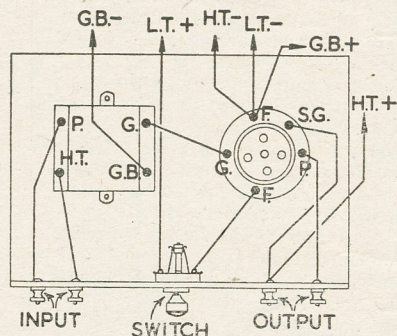 G.B.-
L.T.+
H.T.-
L.T.-
G.B.+
H.T.+
P.
G.
F.
S.G.
H.T.
G.B.
G.
P.
F.
INPUT
SWITCH
OUTPUT